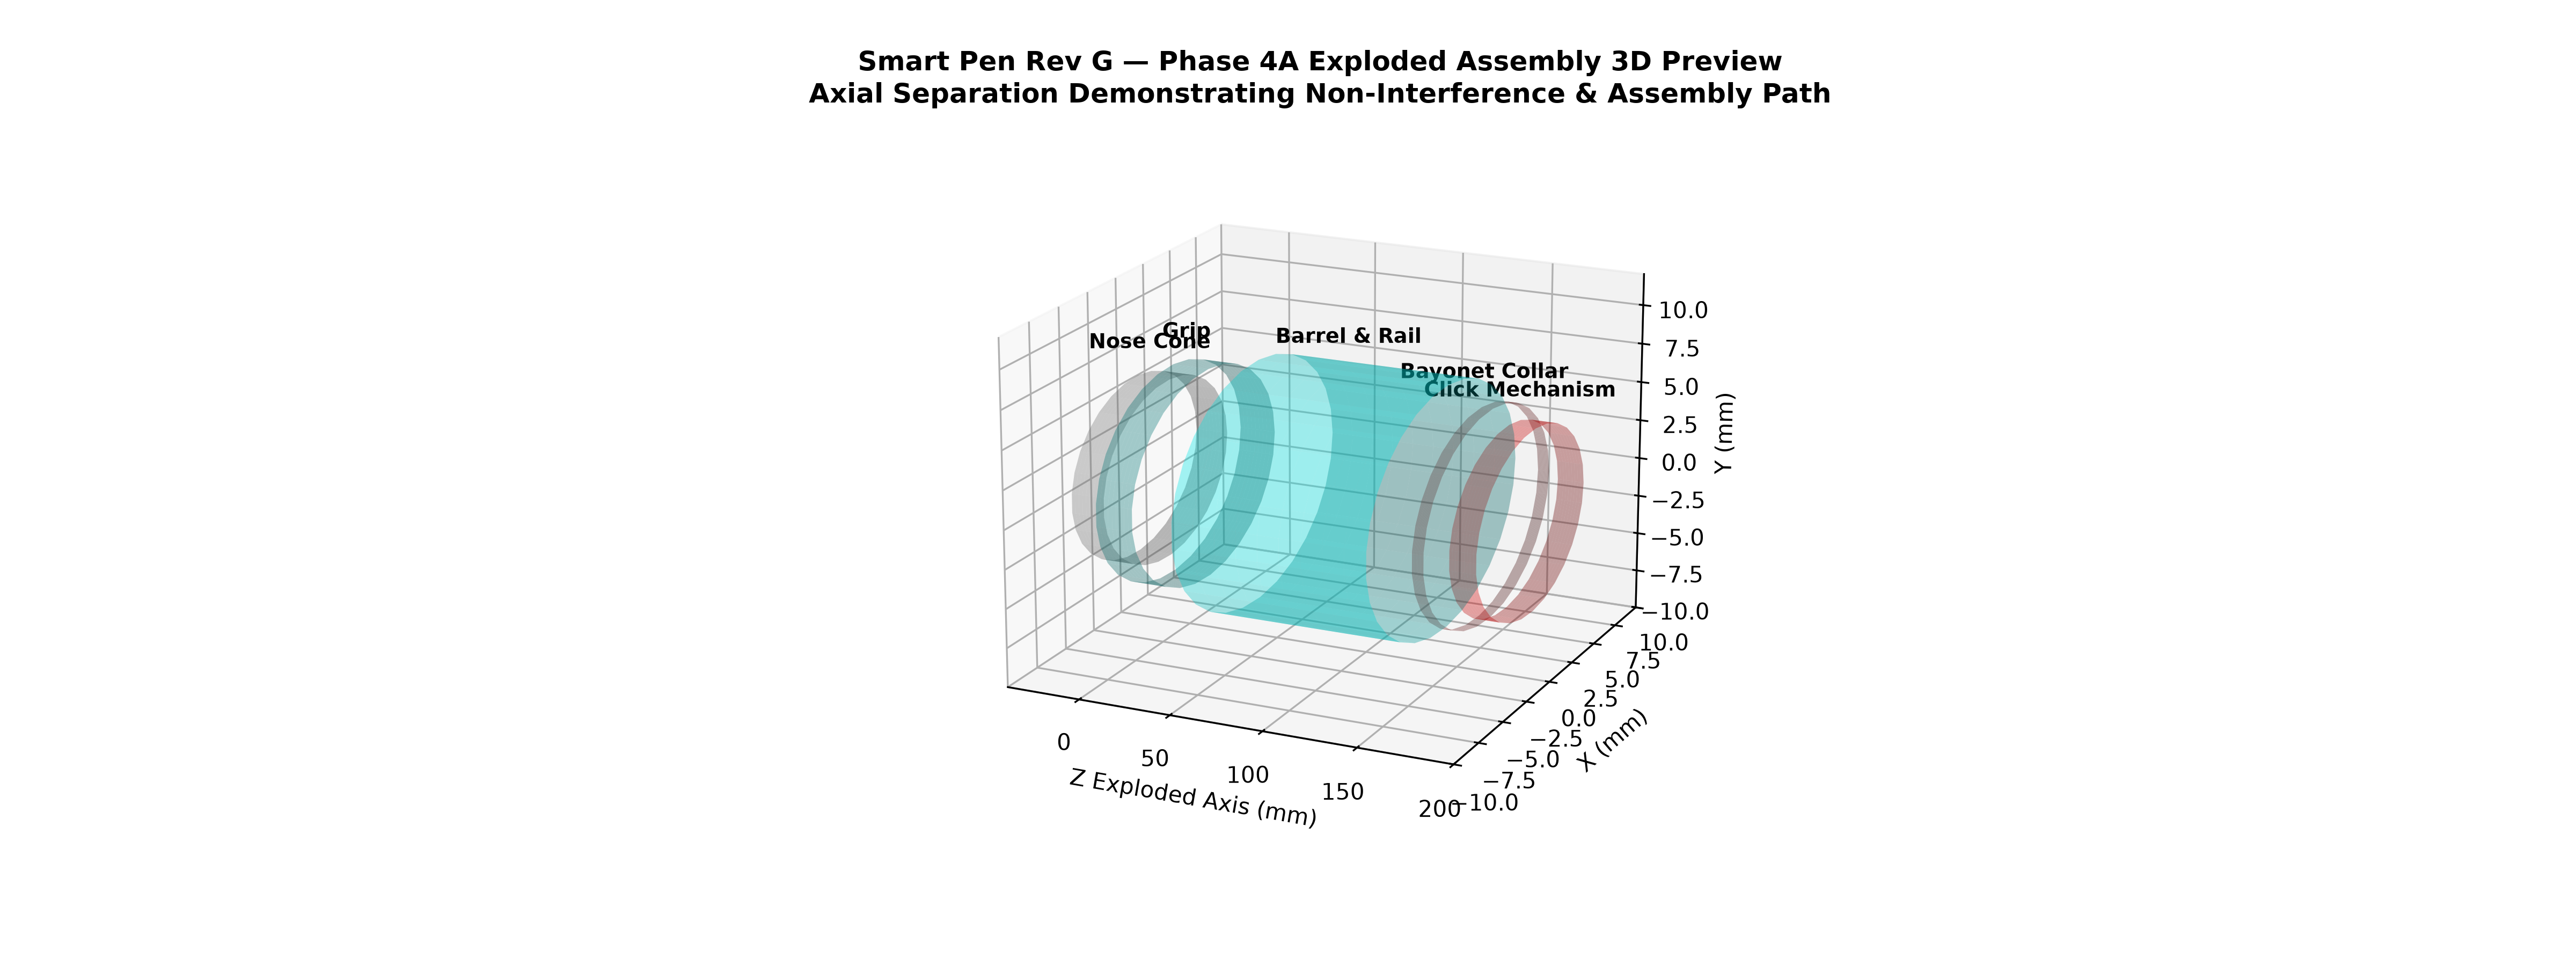 Smart Pen Rev G — Phase 4A Exploded Assembly 3D Preview
Axial Separation Demonstrating Non-Interference & Assembly Path
Grip
Nose Cone
Barrel & Rail
Bayonet Collar
Click Mechanism
10.0
7.5
5.0
2.5
0.0
−2.5
−5.0
−7.5
−10.0
Y (mm)
10.0
7.5
5.0
2.5
0.0
−2.5
−5.0
−7.5
−10.0
X (mm)
0
50
100
150
200
Z Exploded Axis (mm)